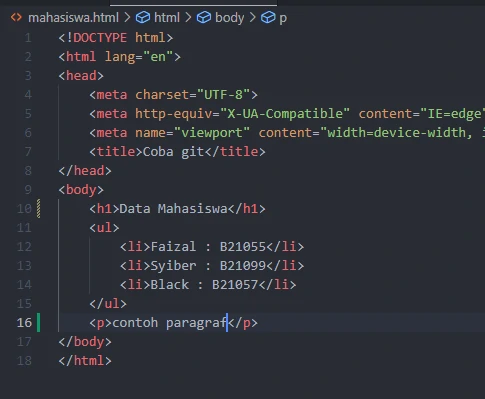 mahasiswa.html > html > body > p
1 <!DOCTYPE html>
2 <html lang="en">
3 <head>
4 <meta charset="UTF-8">
5 <meta http-equiv="X-UA-Compatible" content="IE=edge"
6 <meta name="viewport" content="width=device-width,
7 <title>Coba git</title>
8 </head>
9 <body>
10 <h1>Data Mahasiswa</h1>
11 <ul>
12 <li>Faizal : B21055</li>
13 <li>Syiber : B21099</li>
14 <li>Black : B21057</li>
15 </ul>
16 <p>contoh paragraf</p>
17 </body>
18 </html>